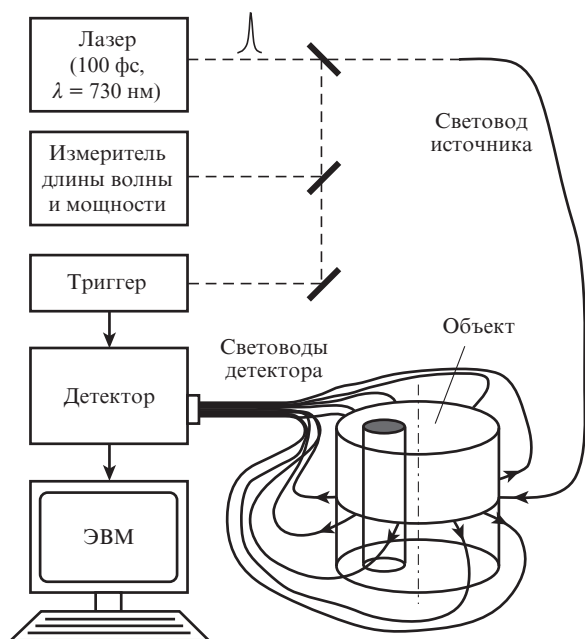 Лазер
(100 фс,
λ = 730 нм)
Световод
источника
Измеритель
длины волны
и мощности
Триггер
Объект
Световоды
детектора
Детектор
ЭВМ